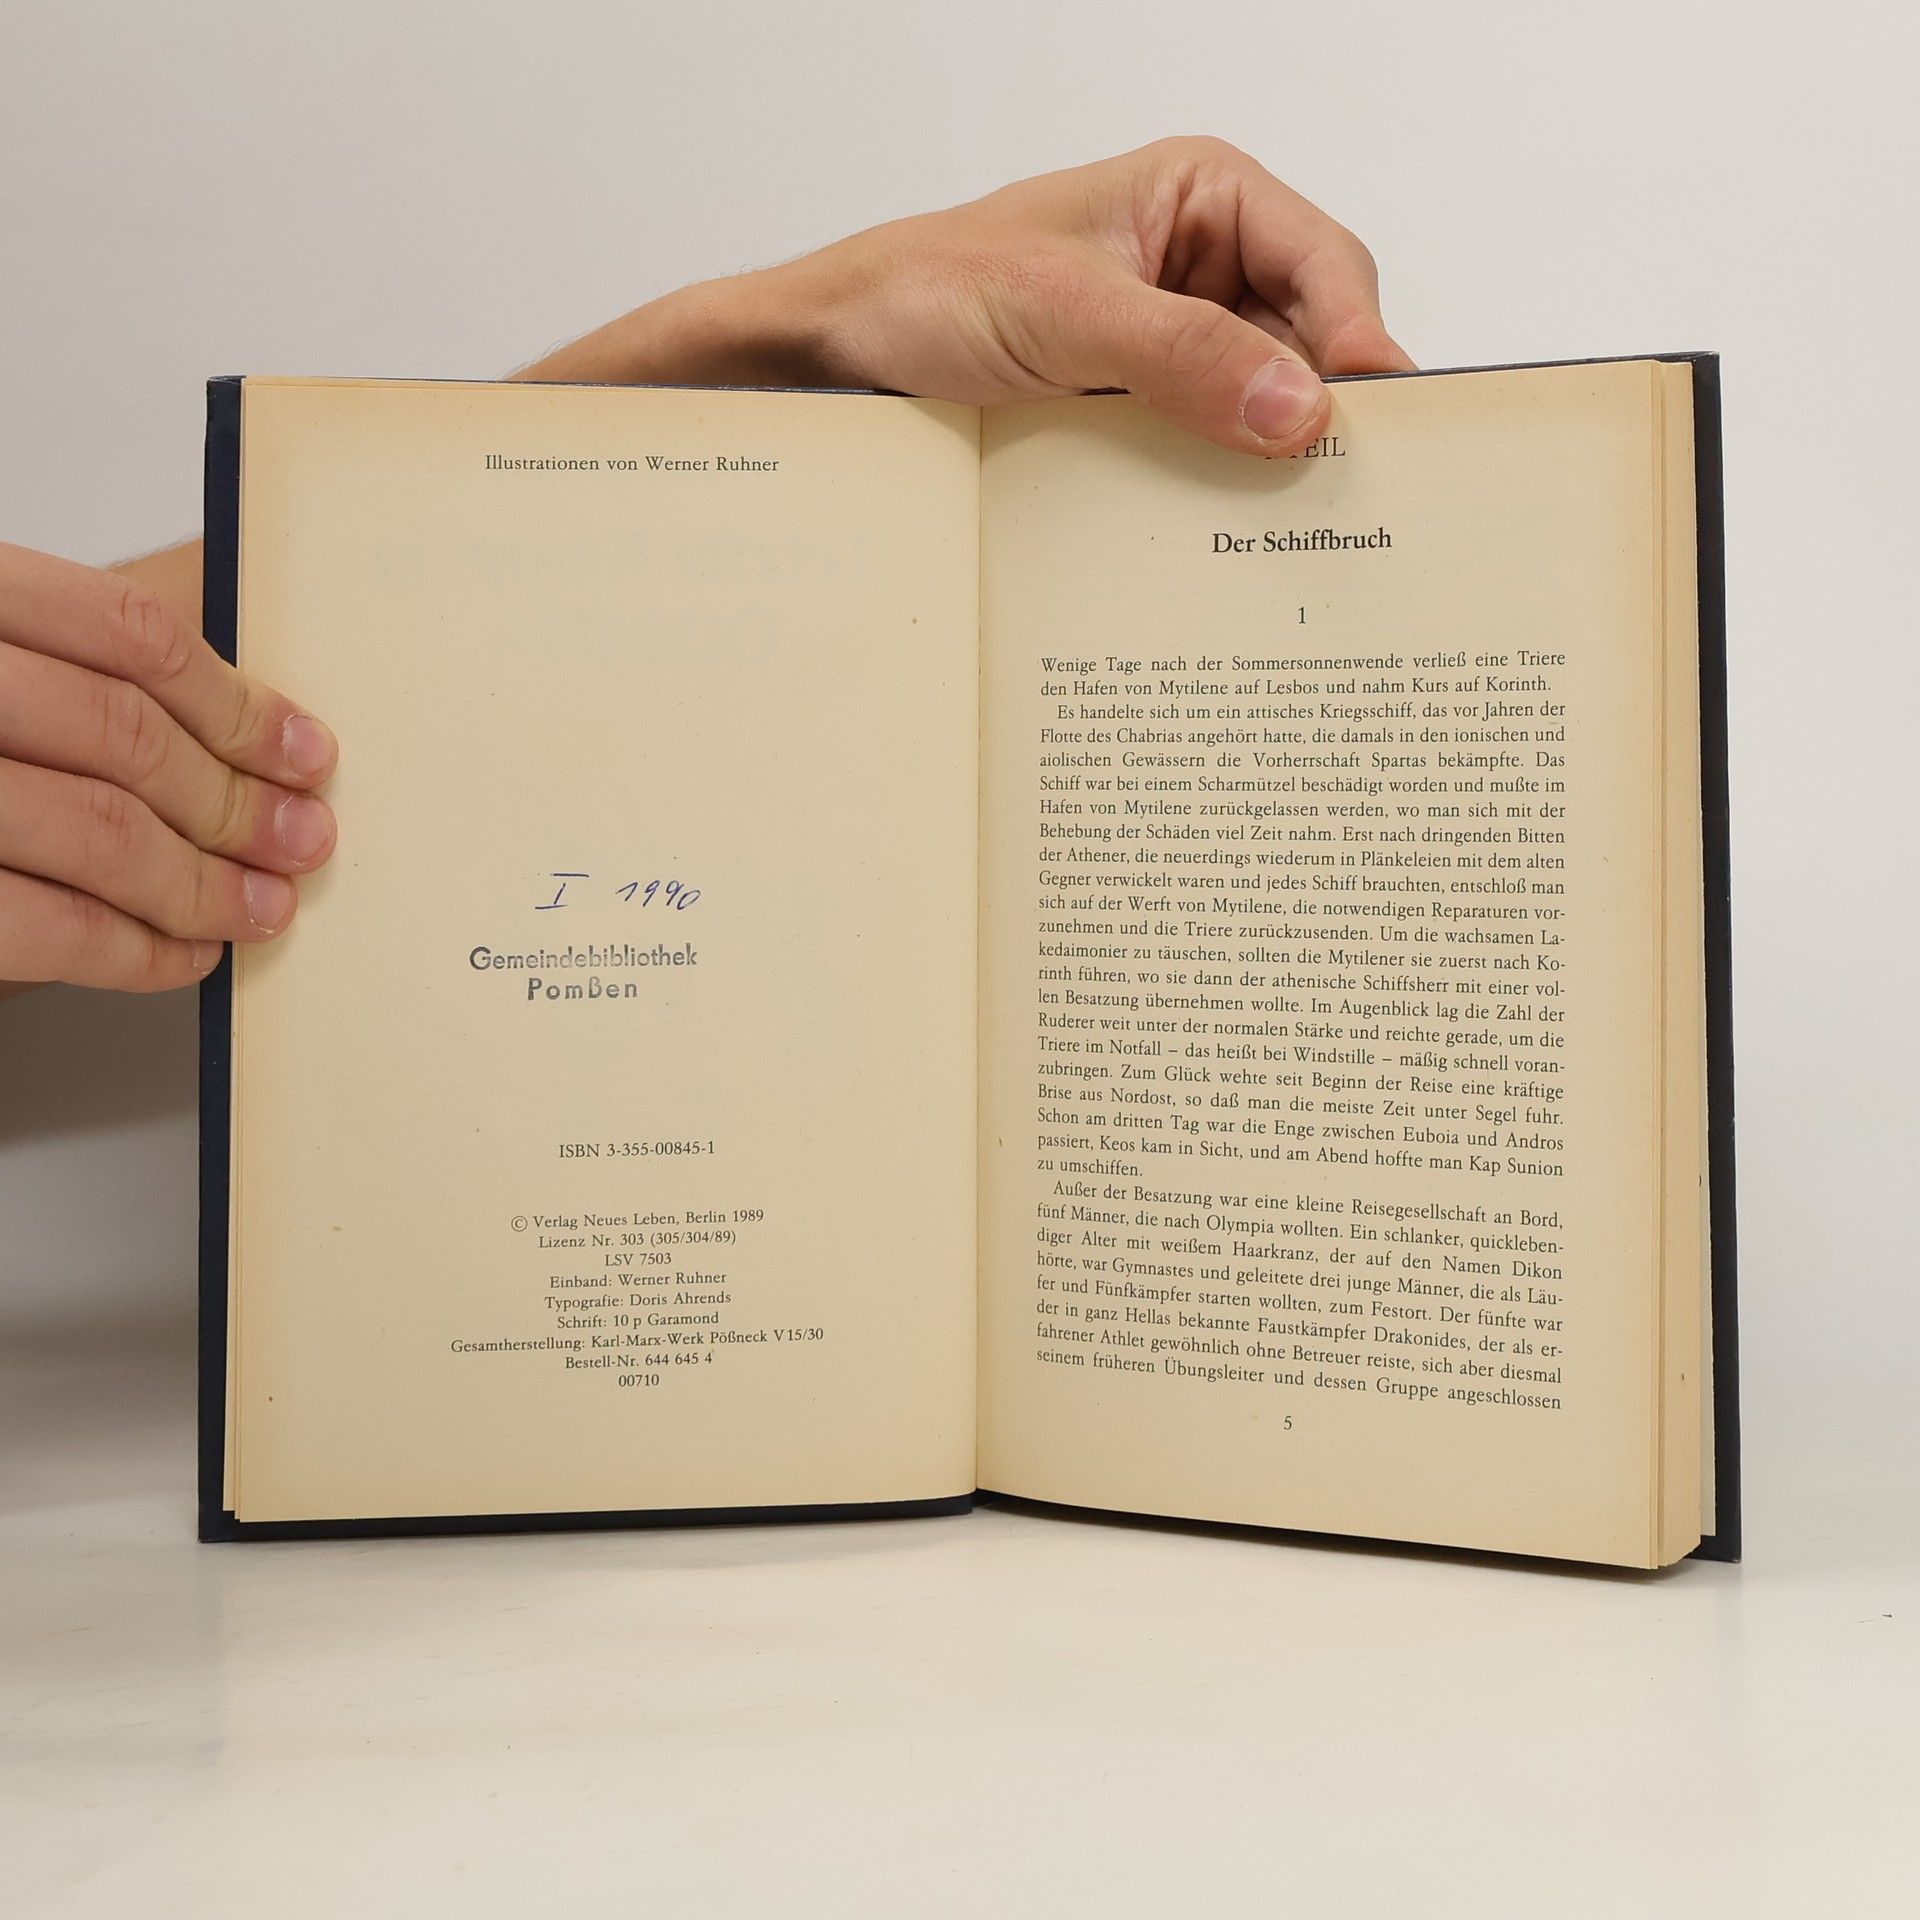 Illustrationen von Werner Ruhner
I 1990
Gemeindebibliothek
Pomßen
ISBN 3-355-00845-1
© Verlag Neues Leben, Berlin 1989
Lizenz Nr. 303 (305/304/89)
LSV 7503
Einband: Werner Ruhner
Typografie: Doris Ahrends
Schrift: 10 p Garamond
Gesamtherstellung: Karl-Marx-Werk Pößneck V 15/30
Bestell-Nr. 644 645 4
00710
TEIL
Der Schiffbruch
1
Wenige Tage nach der Sommersonnenwende verließ eine Triere
den Hafen von Mytilene auf Lesbos und nahm Kurs auf Korinth.
Es handelte sich um ein attisches Kriegsschiff, das vor Jahren der
Flotte des Chabrias angehört hatte, die damals in den ionischen und
aiolischen Gewässern die Vorherrschaft Spartas bekämpfte. Das
Schiff war bei einem Scharmützel beschädigt worden und mußte im
Hafen von Mytilene zurückgelassen werden, wo man sich mit der
Behebung der Schäden viel Zeit nahm. Erst nach dringenden Bitten
der Athener, die neuerdings wiederum in Plänkeleien mit dem alten
Gegner verwickelt waren und jedes Schiff brauchten, entschloß man
sich auf der Werft von Mytilene, die notwendigen Reparaturen vor-
zunehmen und die Triere zurückzusenden. Um die wachsamen La-
kedaimonier zu täuschen, sollten die Mytilener sie zuerst nach Ko-
rinth führen, wo sie dann der athenische Schiffsherr mit einer vol-
len Besatzung übernehmen wollte. Im Augenblick lag die Zahl der
Ruderer weit unter der normalen Stärke und reichte gerade, um die
Triere im Notfall – das heißt bei Windstille – mäßig schnell voran-
zubringen. Zum Glück wehte seit Beginn der Reise eine kräftige
Brise aus Nordost, so daß man die meiste Zeit unter Segel fuhr.
Schon am dritten Tag war die Enge zwischen Euboia und Andros
passiert, Keos kam in Sicht, und am Abend hoffte man Kap Sunion
zu umschiffen.
Außer der Besatzung war eine kleine Reisegesellschaft an Bord,
fünf Männer, die nach Olympia wollten. Ein schlanker, quickleben-
diger Alter mit weißem Haarkranz, der auf den Namen Dikon
hörte, war Gymnastes und geleitete drei junge Männer, die als Läu-
fer und Fünfkämpfer starten wollten, zum Festort. Der fünfte war
der in ganz Hellas bekannte Faustkämpfer Drakonides, der als er-
fahrener Athlet gewöhnlich ohne Betreuer reiste, sich aber diesmal
seinem früheren Übungsleiter und dessen Gruppe angeschlossen
5